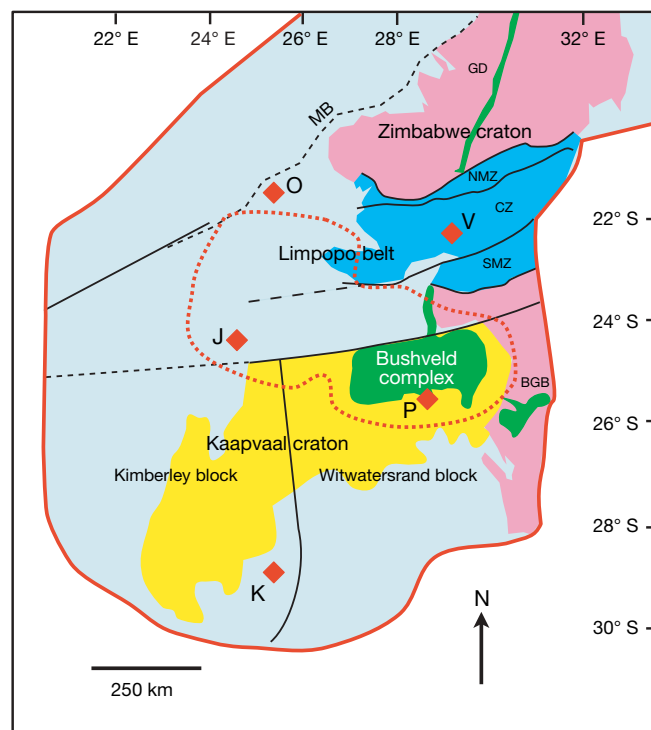 22° E
24° E
26° E
28° E
32° E
GD
MB
Zimbabwe craton
NMZ
O
CZ
V
22° S
Limpopo belt
SMZ
J
24° S
Bushveld
complex
BGB
P
26° S
Kaapvaal craton
Kimberley block
Witwatersrand block
28° S
K
N
30° S
250 km